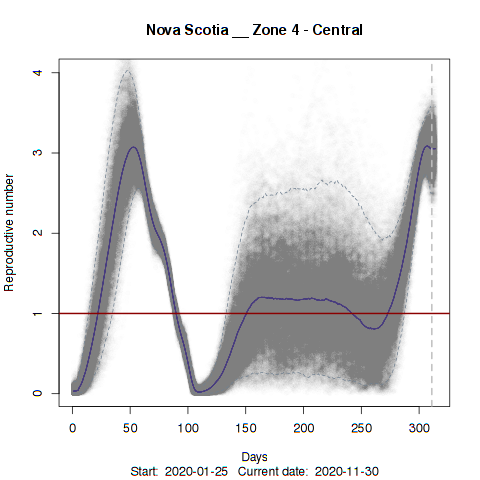 Nova Scotia __ Zone 4 - Central
Reproductive number
4
3
2
1
0
0 50 100 150 200 250 300
Days
Start: 2020-01-25 Current date: 2020-11-30